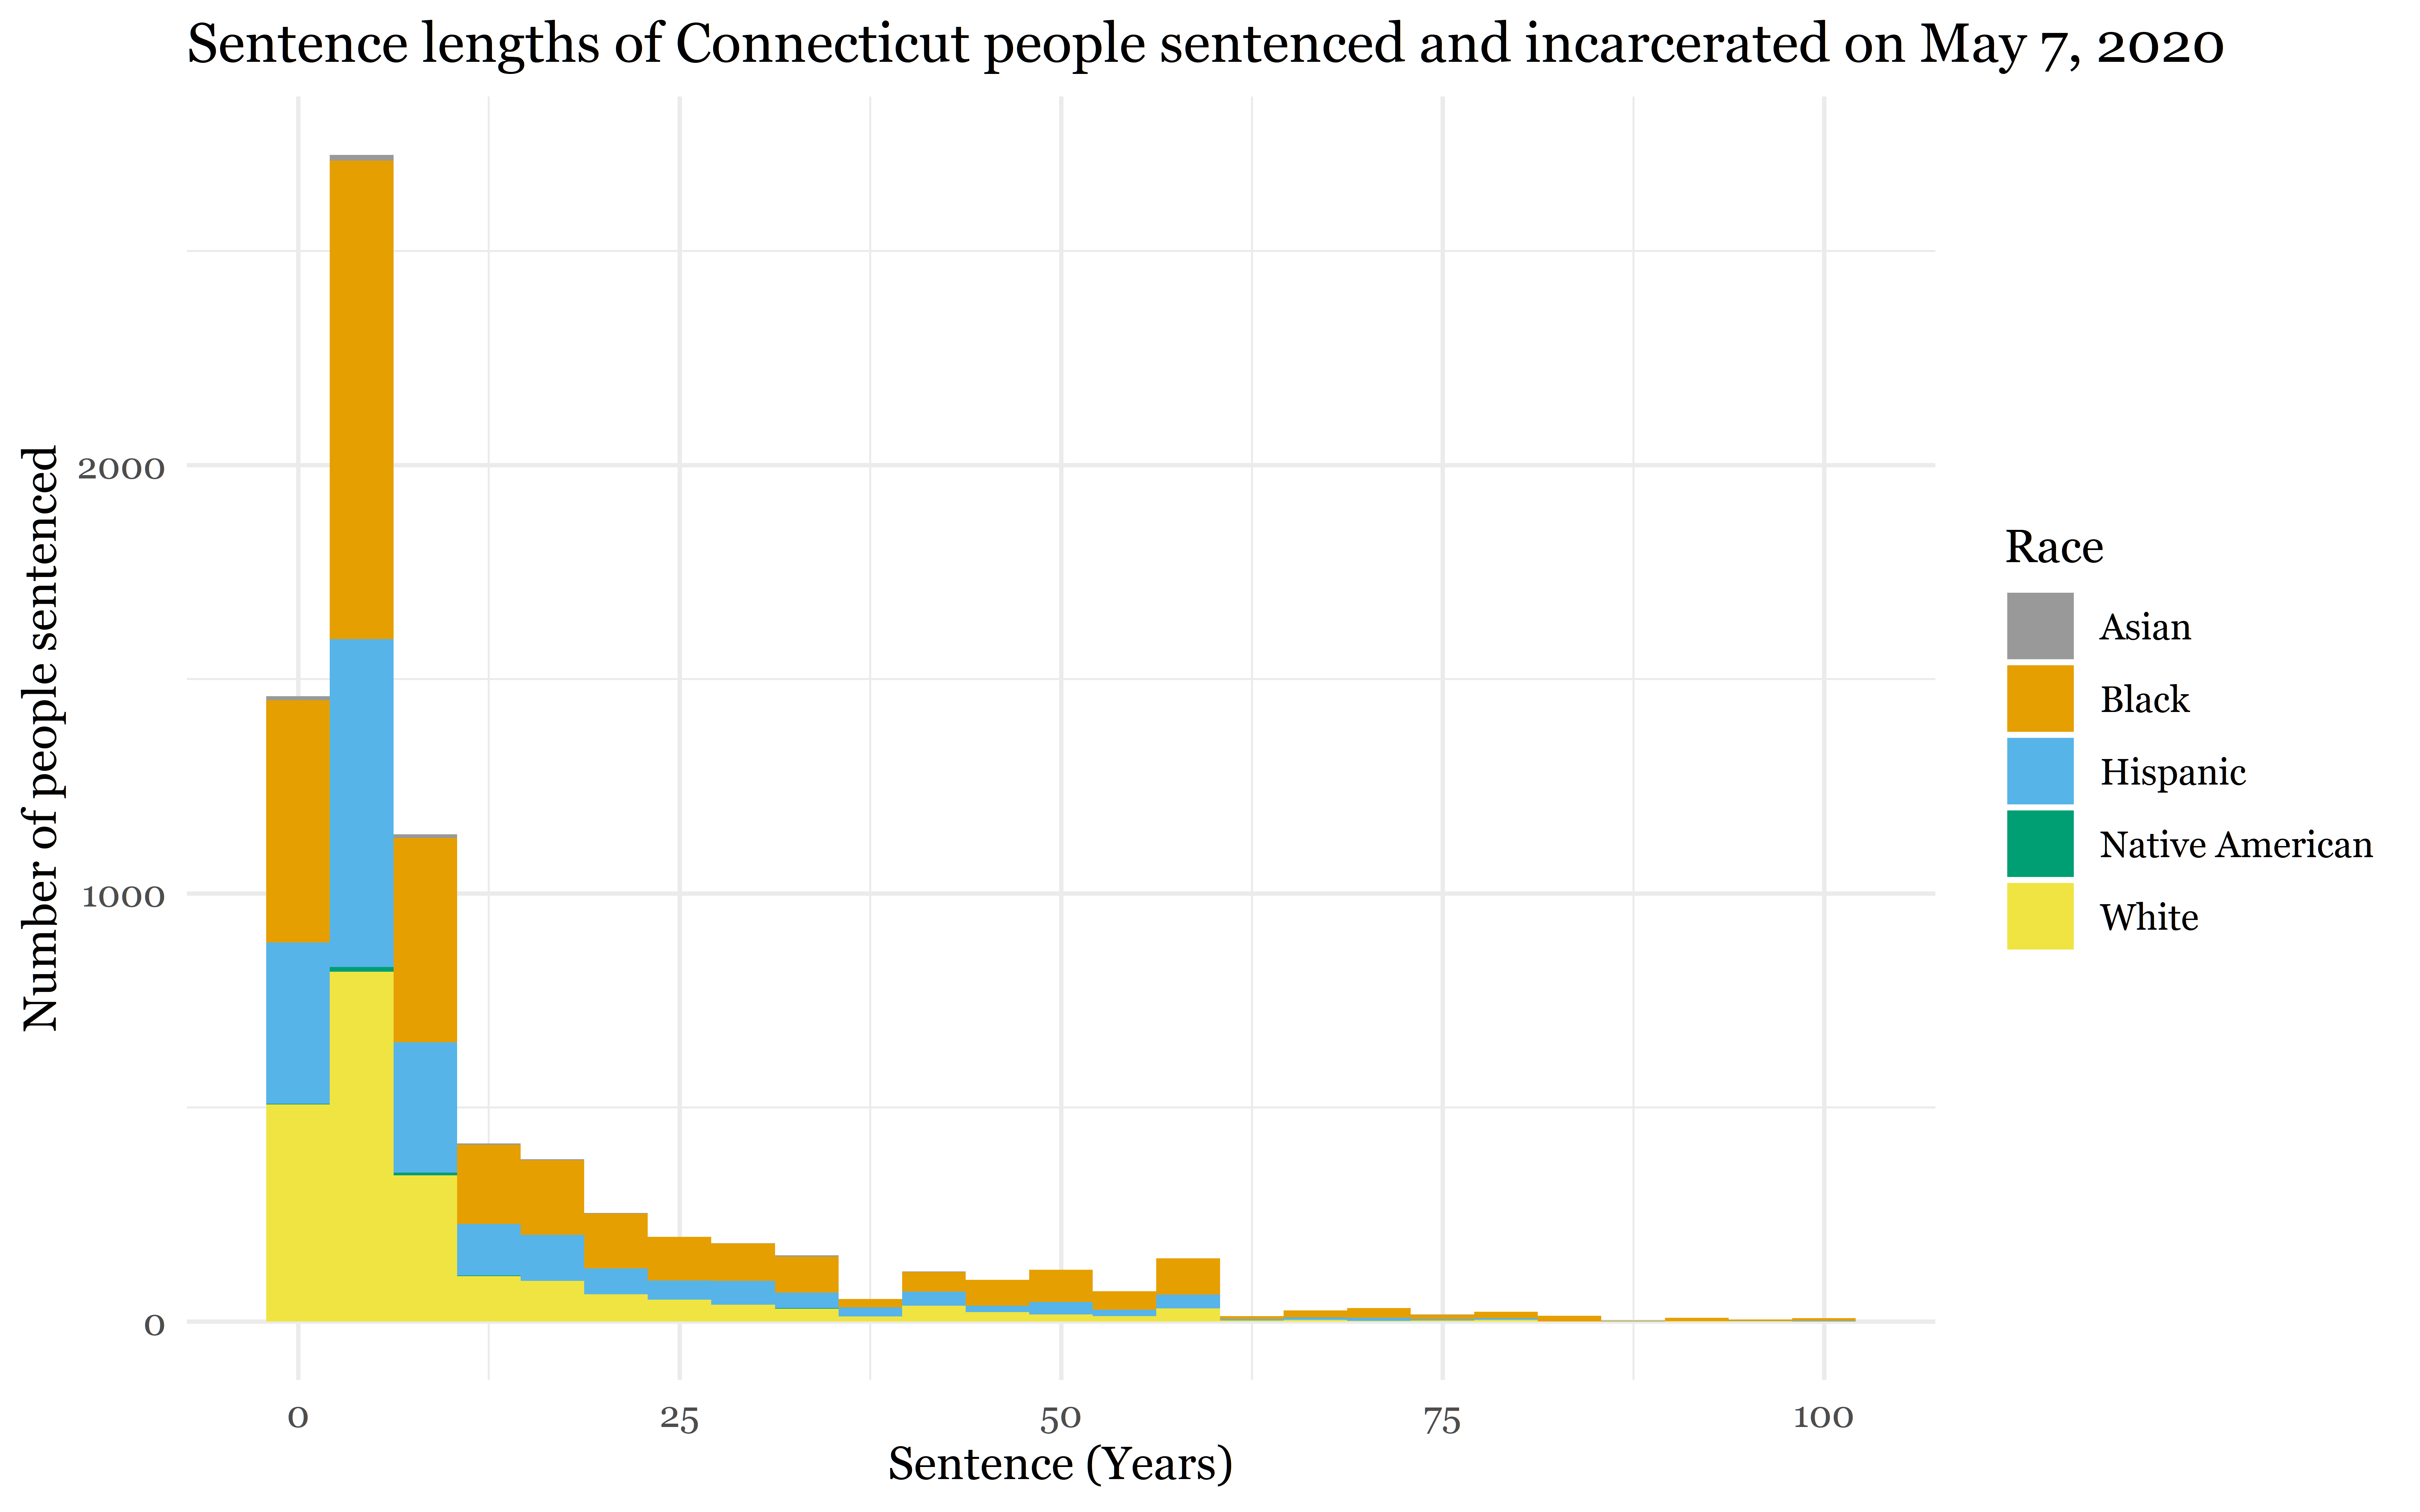 Sentence lengths of Connecticut people sentenced and incarcerated on May 7, 2020
Number of people sentenced
2000
1000
0
0 25 50 75 100
Sentence (Years)
Race
Asian
Black
Hispanic
Native American
White